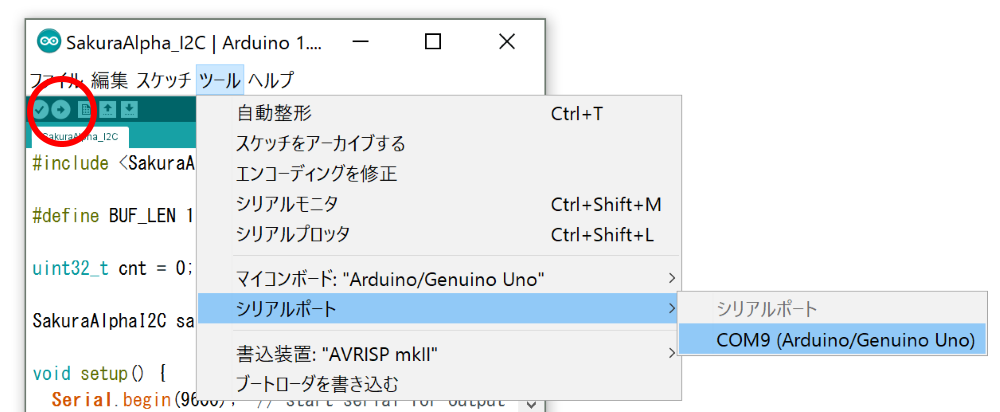 SakuraAlpha_I2C | Arduino 1....
ファイル 編集 スケッチ ツール ヘルプ
SakuraAlpha_I2C
自動整形 Ctrl+T
スケッチをアーカイブする
エンコーディングを修正
シリアルモニタ Ctrl+Shift+M
シリアルプロッタ Ctrl+Shift+L
マイコンボード: "Arduino/Genuino Uno"
シリアルポート
シリアルポート
COM9 (Arduino/Genuino Uno)
書込装置: "AVRISP mkII"
ブートローダを書き込む
#include <SakuraA
#define BUF_LEN 1
uint32_t cnt = 0;
SakuraAlphaI2C sa
void setup() {
Serial.begin(9600); // start serial for output